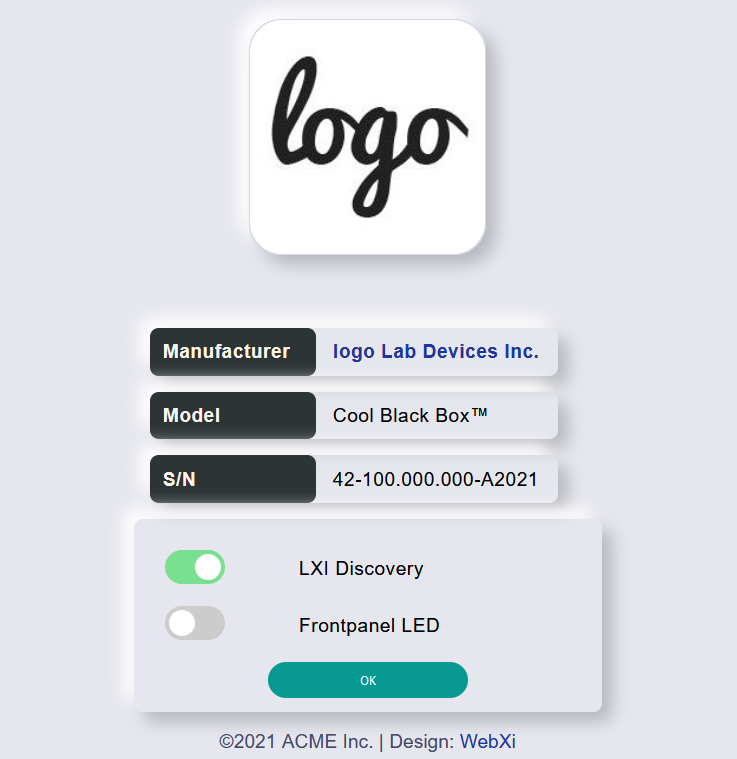 logo
Manufacturer logo Lab Devices Inc.
Model Cool Black Box™
S/N 42-100.000.000-A2021
LXI Discovery
Frontpanel LED
OK
©2021 ACME Inc. | Design: WebXi